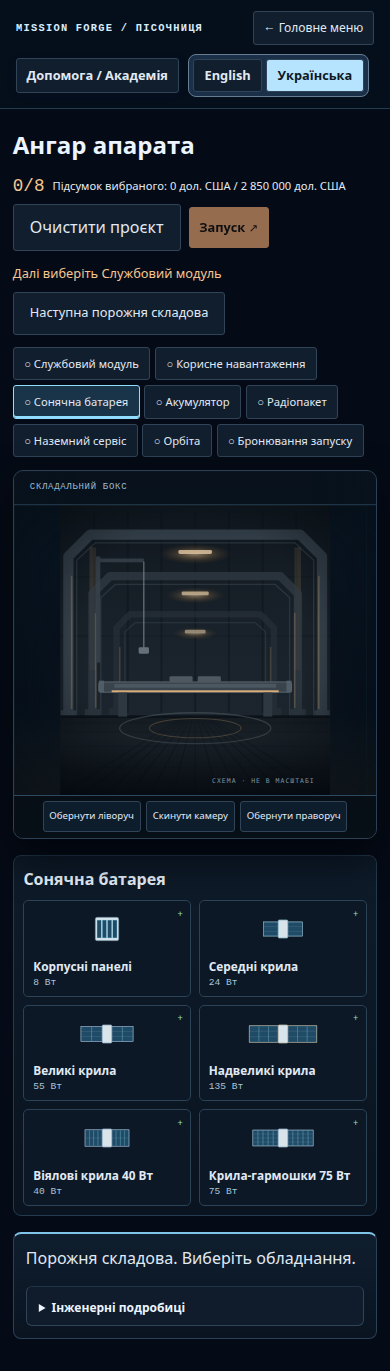 MISSION FORGE / ПІСОЧНИЦЯ
← Головне меню
Допомога / Академія
English
Українська
Ангар апарата
0/8 Підсумок вибраного: 0 дол. США / 2 850 000 дол. США
Очистити проєкт
Запуск ↗
Далі виберіть Службовий модуль
Наступна порожня складова
○ Службовий модуль
○ Корисне навантаження
○ Сонячна батарея
○ Акумулятор
○ Радіопакет
○ Наземний сервіс
○ Орбіта
○ Бронювання запуску
СКЛАДАЛЬНИЙ БОКС
СХЕМА · НЕ В МАСШТАБІ
Обернути ліворуч
Скинути камеру
Обернути праворуч
Сонячна батарея
+
Корпусні панелі
8 Вт
+
Середні крила
24 Вт
+
Великі крила
55 Вт
+
Надвеликі крила
135 Вт
+
Віялові крила 40 Вт
40 Вт
+
Крила-гармошки 75 Вт
75 Вт
Порожня складова. Виберіть обладнання.
▶ Інженерні подробиці